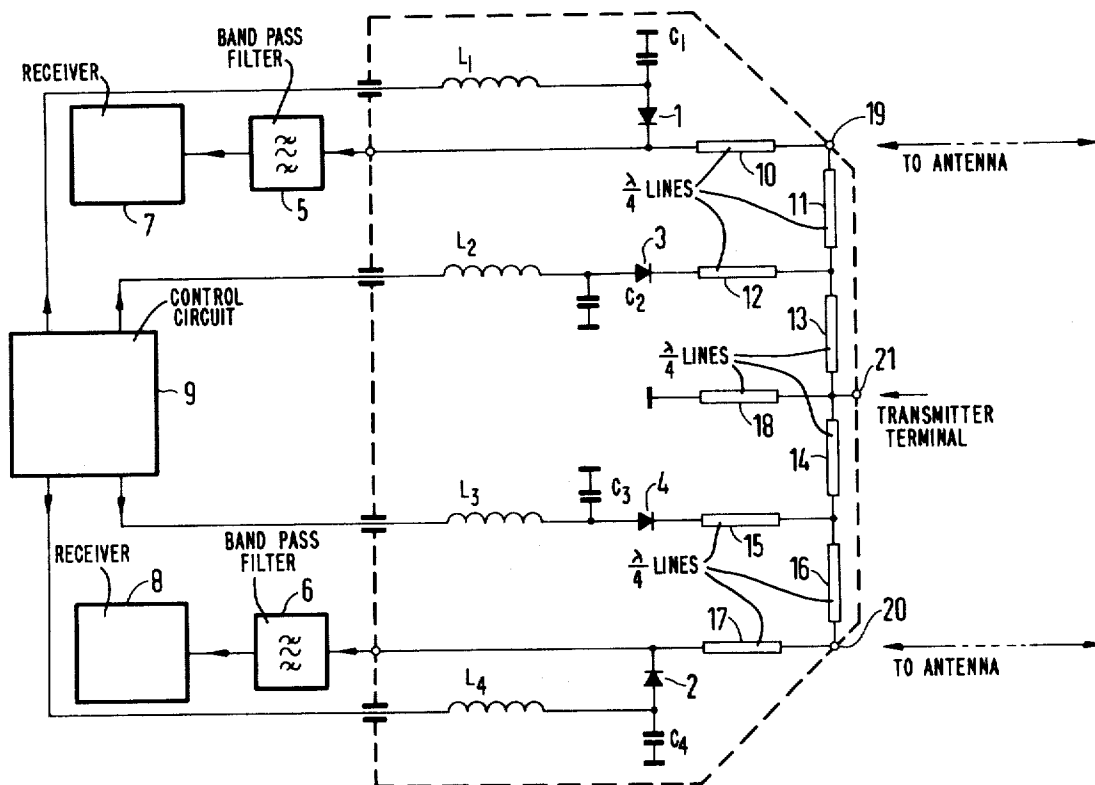 BAND PASS
FILTER
C1
RECEIVER
L1
1
19
10
TO ANTENNA
7
5
λ/4 LINES
11
L2
3
CONTROL
CIRCUIT
C2
12
13
9
λ/4 LINES
21
18
TRANSMITTER
TERMINAL
14
L3
C3
4
BAND PASS
FILTER
RECEIVER
15
λ/4 LINES
16
8
6
17
20
L4
2
TO ANTENNA
C4